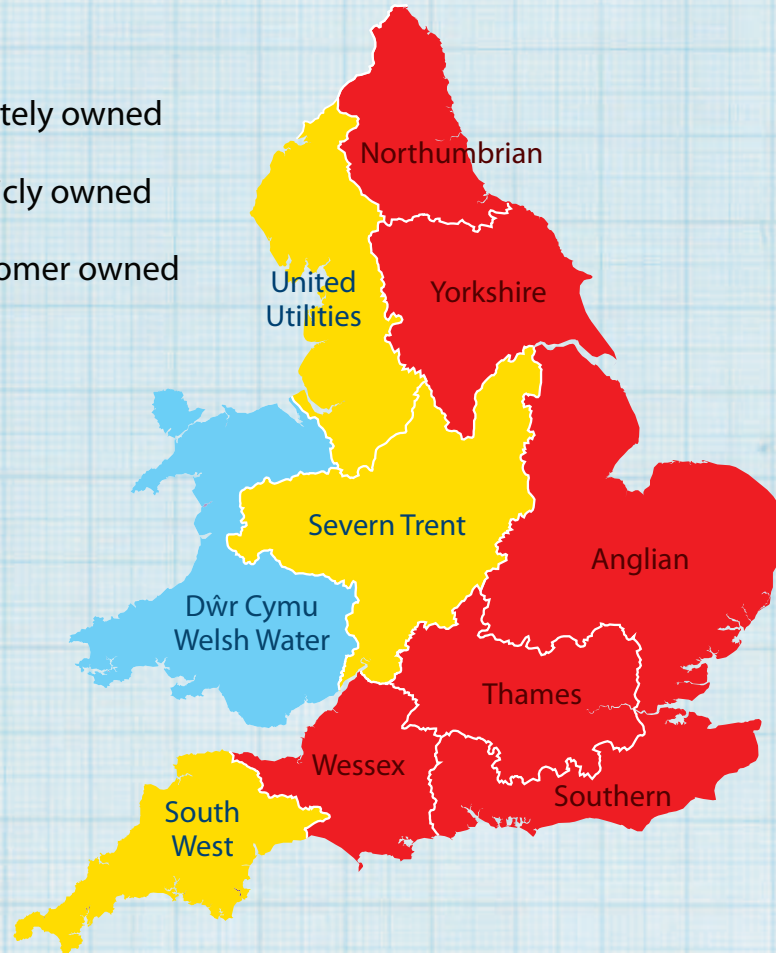 tely owned
cly owned
omer owned
Northumbrian
United
Utilities
Yorkshire
Severn Trent
Anglian
Dŵr Cymu
Welsh Water
Thames
Wessex
Southern
South
West